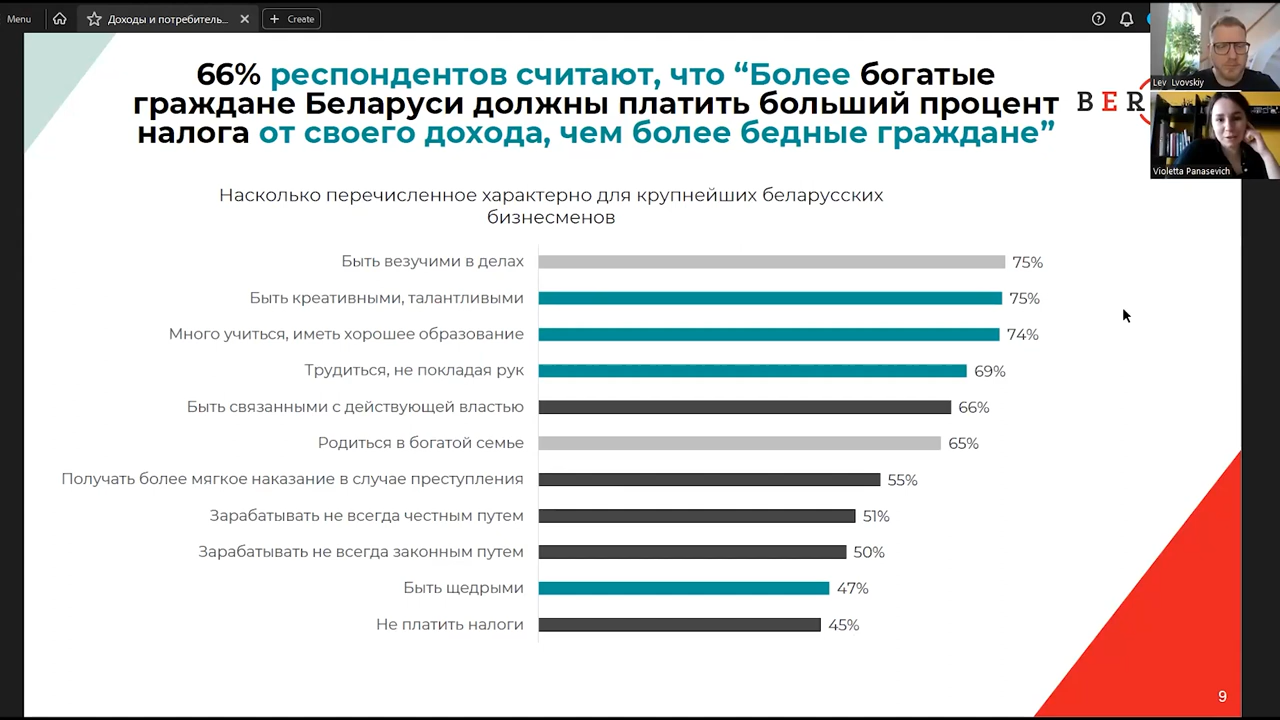 Menu
Доходы и потребитель...
Create
Lev Lvovskiy
Violetta Panasevich
BER
66% респондентов считают, что “Более богатые
граждане Беларуси должны платить больший процент
налога от своего дохода, чем более бедные граждане”
Насколько перечисленное характерно для крупнейших беларусских
бизнесменов
Быть везучими в делах 75%
Быть креативными, талантливыми 75%
Много учиться, иметь хорошее образование 74%
Трудиться, не покладая рук 69%
Быть связанными с действующей властью 66%
Родиться в богатой семье 65%
Получать более мягкое наказание в случае преступления 55%
Зарабатывать не всегда честным путем 51%
Зарабатывать не всегда законным путем 50%
Быть щедрыми 47%
Не платить налоги 45%
9